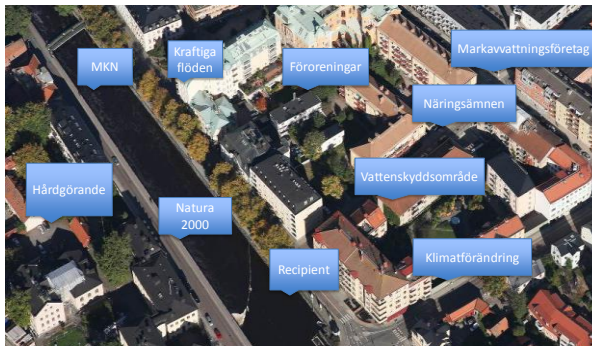 Markavvattningsföretag
Kraftiga
flöden
MKN
Föroreningar
Näringsämnen
Vattenskyddsområde
Hårdgörande
Natura
2000
Recipient
Klimatförändring